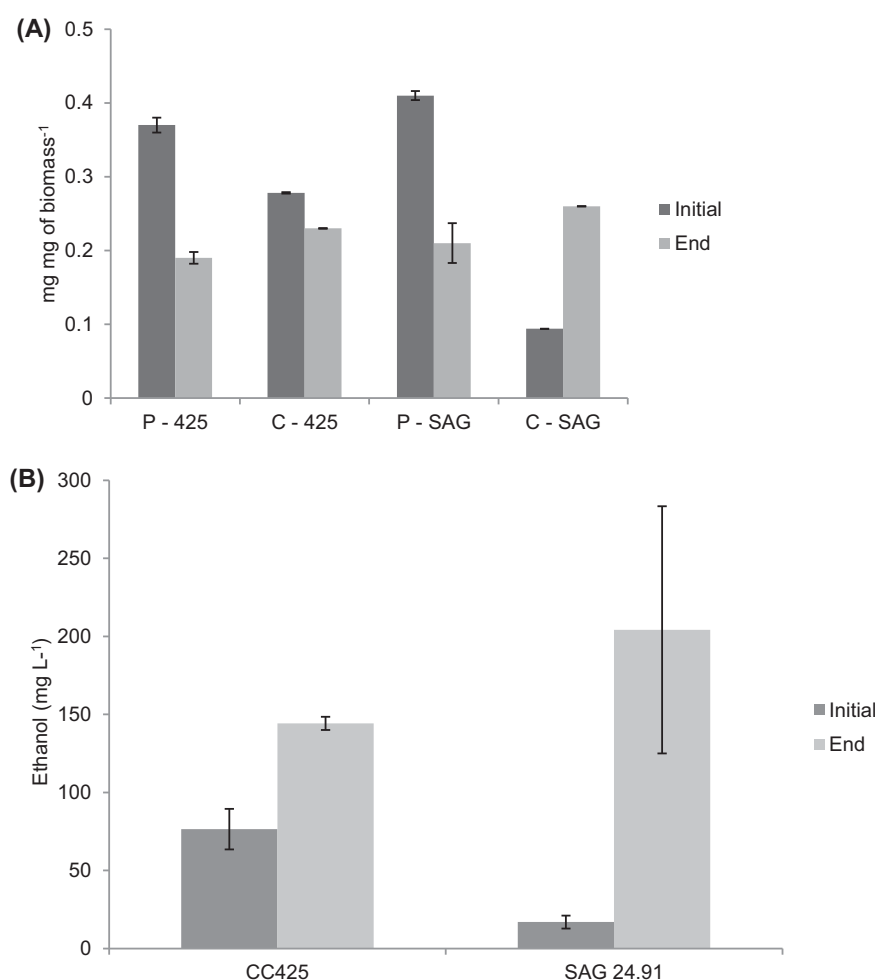 (A)
mg mg of biomass-1
0.5
0.4
0.3
0.2
0.1
0
P - 425
C - 425
P - SAG
C - SAG
Initial
End
(B)
Ethanol (mg L-1)
300
250
200
150
100
50
0
CC425
SAG 24.91
Initial
End